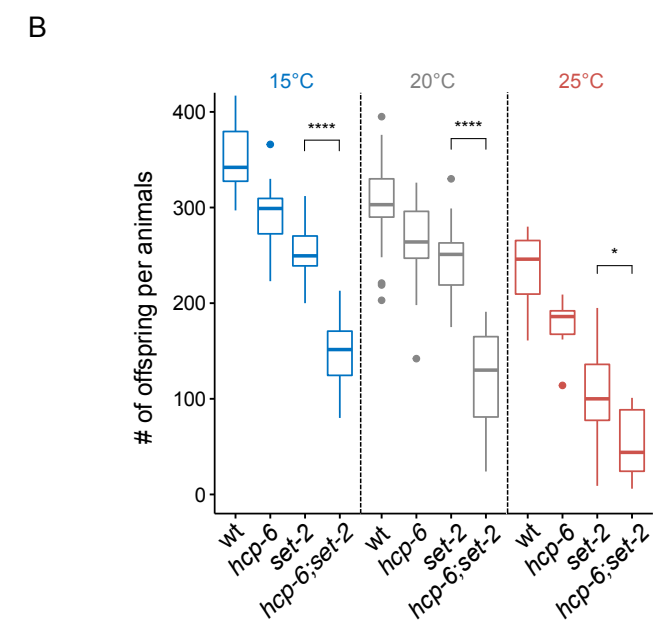 B
15°C 20°C 25°C
**** **** *
# of offspring per animals
400
300
200
100
0
wt hcp-6 set-2 hcp-6;set-2 wt hcp-6 set-2 hcp-6;set-2 wt hcp-6 set-2 hcp-6;set-2